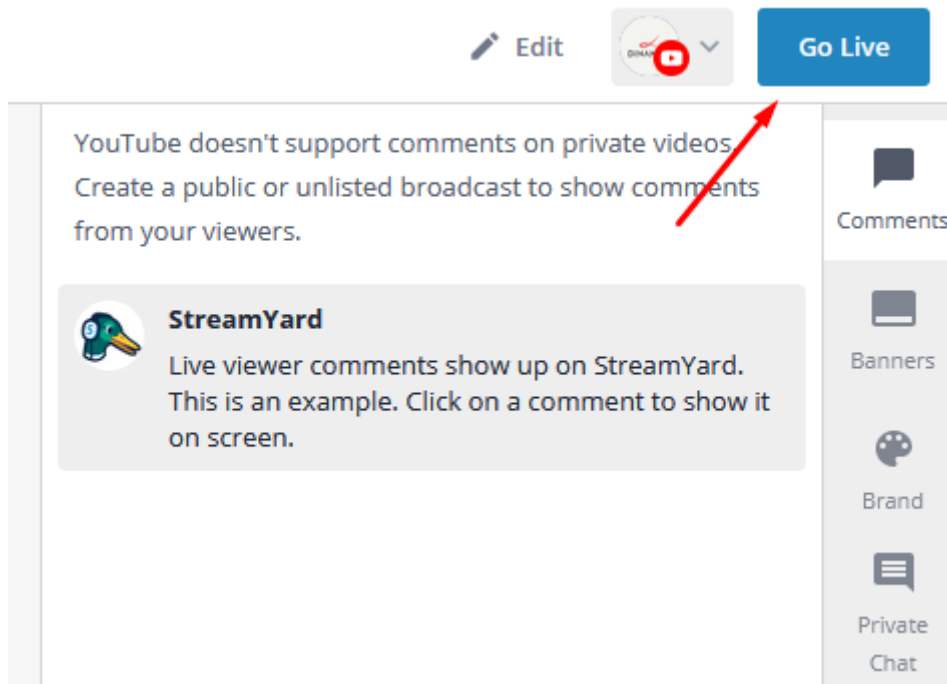 Edit
Go Live
YouTube doesn't support comments on private videos.
Create a public or unlisted broadcast to show comments
from your viewers.
StreamYard
Live viewer comments show up on StreamYard.
This is an example. Click on a comment to show it
on screen.
Comments
Banners
Brand
Private
Chat